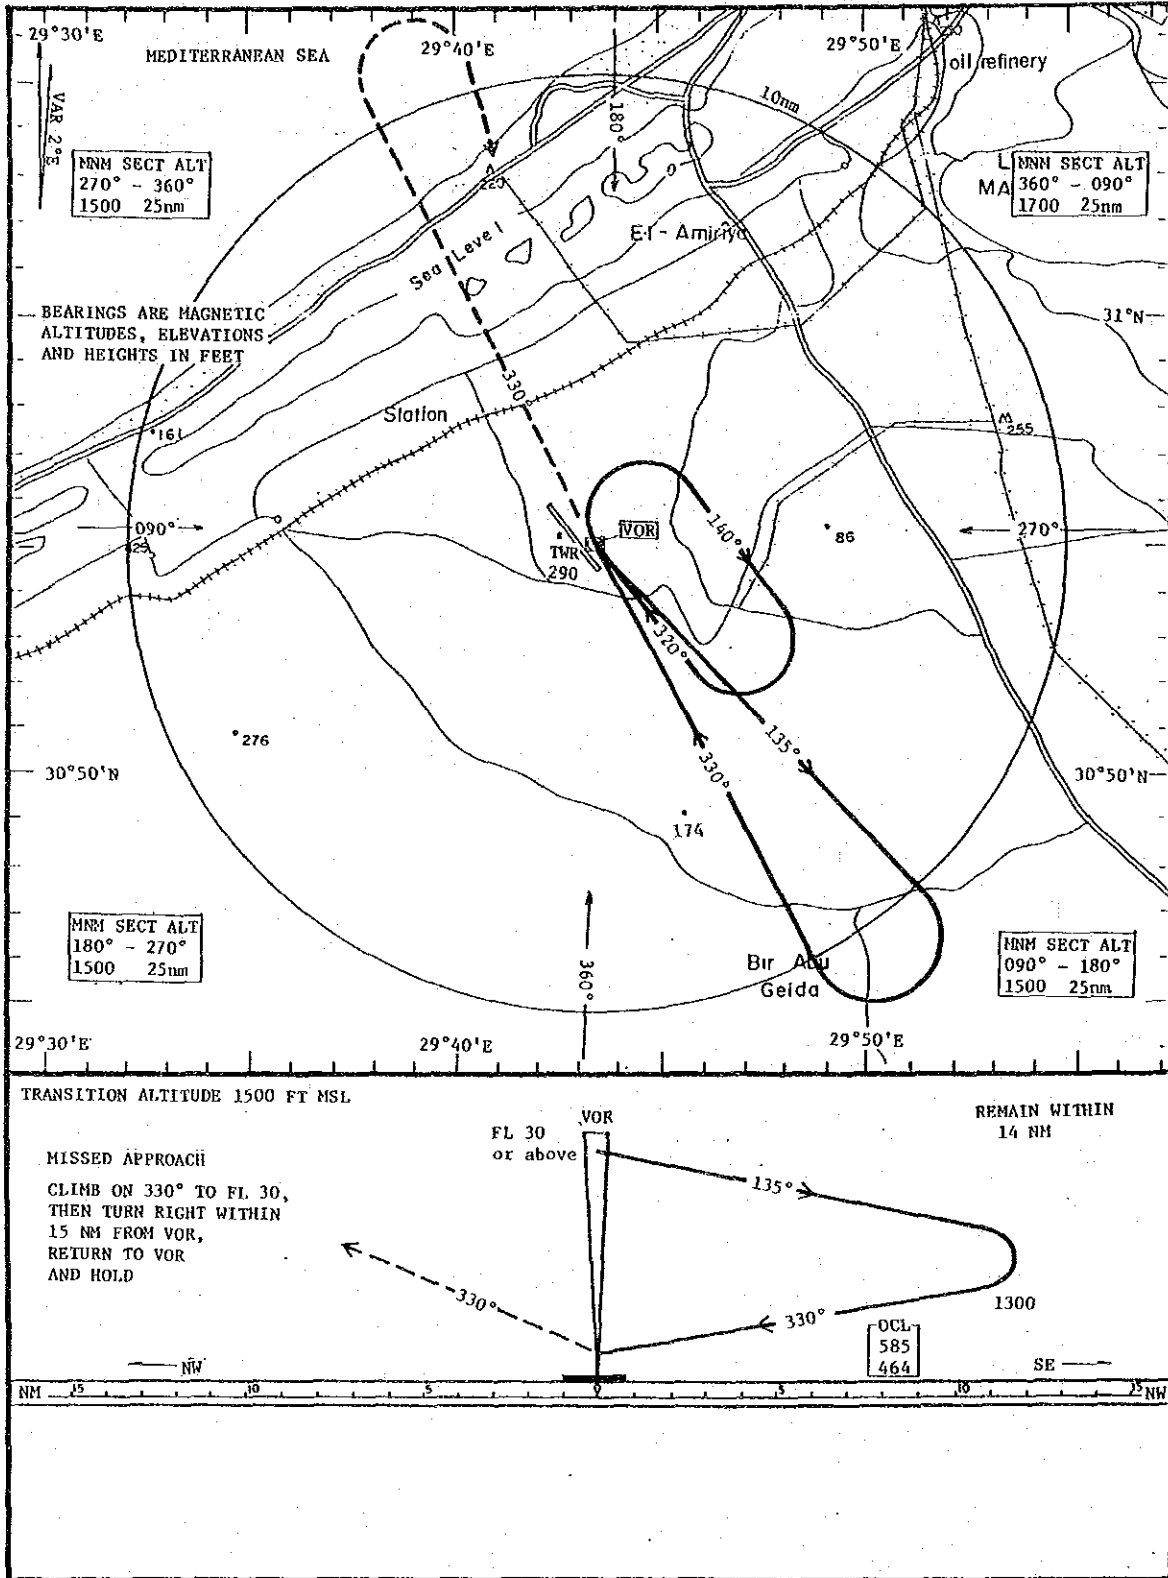 29°30'E
MEDITERRANEAN SEA
29°40'E
29°50'E
oil refinery
VAR 2°E
180°
10nm
MNM SECT ALT
270° - 360°
1500 25nm
MNM SECT ALT
360° - 090°
1700 25nm
L
MA
220
0
El-Amiriya
Sea Level
BEARINGS ARE MAGNETIC
ALTITUDES, ELEVATIONS
AND HEIGHTS IN FEET
31°N
330°
Station
161
255
090°
140°
270°
VOR
86
TWR
290
320°
276
135°
330°
30°50'N
30°50'N
174
MNM SECT ALT
180° - 270°
1500 25nm
MNM SECT ALT
090° - 180°
1500 25nm
360°
Bir Abu
Geida
29°30'E
29°40'E
29°50'E
TRANSITION ALTITUDE 1500 FT MSL
VOR
REMAIN WITHIN
14 NM
FL 30
or above
MISSED APPROACH
CLIMB ON 330° TO FL 30,
THEN TURN RIGHT WITHIN
15 NM FROM VOR,
RETURN TO VOR
AND HOLD
135°
330°
330°
1300
OCL
585
464
NW
SE
NM 15 10 5 0 5 10 15 NW